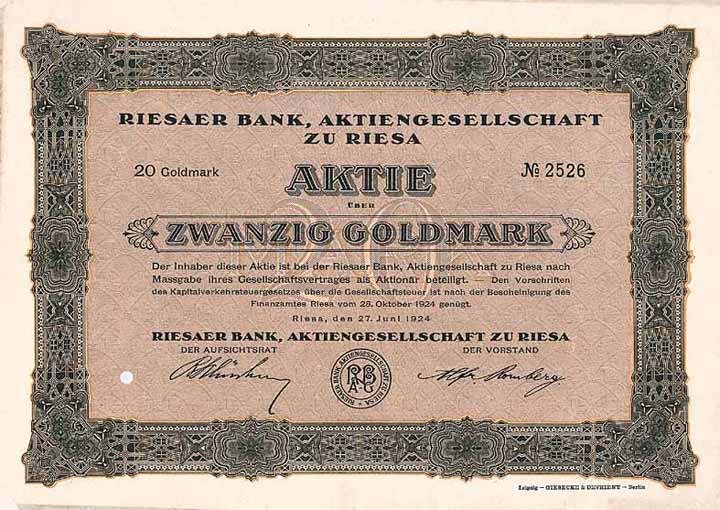 RIESAER BANK, AKTIENGESELLSCHAFT
ZU RIESA
20 Goldmark
AKTIE
№ 2526
ÜBER
ZWANZIG GOLDMARK
Der Inhaber dieser Aktie ist bei der Riesaer Bank, Aktiengesellschaft zu Riesa nach
Massgabe ihres Gesellschaftsvertrages als Aktionär beteiligt. — Den Vorschriften
des Kapitalverkehrsteuergesetzes über die Gesellschaftsteuer ist nach der Bescheinigung des
Finanzamtes Riesa vom 28. Oktober 1924 genügt.
Riesa, den 27. Juni 1924
RIESAER BANK, AKTIENGESELLSCHAFT ZU RIESA
DER AUFSICHTSRAT
DER VORSTAND
RIESAER BANK, AKTIENGESELLSCHAFT ZU RIESA
Romberg
Leipzig — GIESECKE & DEVRIENT — Berlin